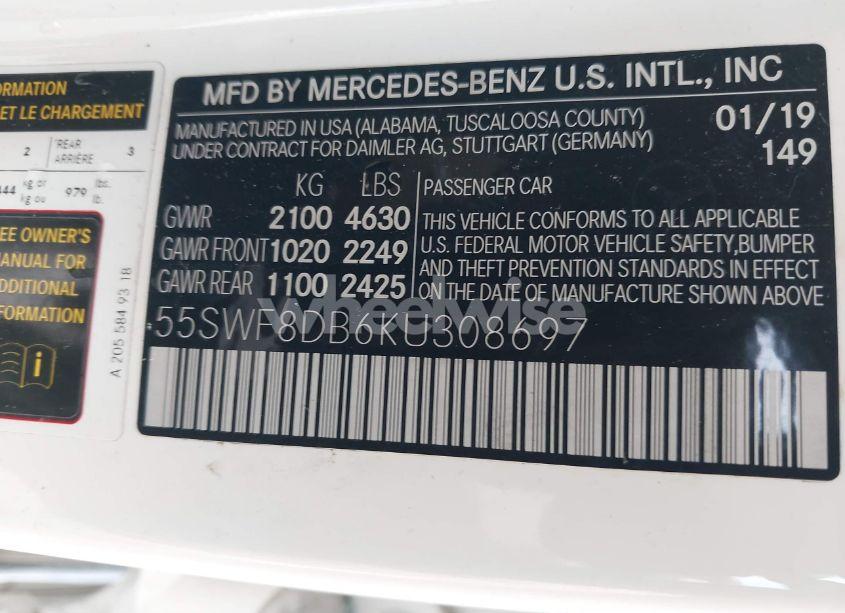 ORMATION
ET LE CHARGEMENT
2 'REAR ARRIÈRE 3
444 kg or kg ou 979 lbs. lb.
EE OWNER'S
MANUAL FOR
DDITIONAL
FORMATION
i
A 205 584 93 18
MFD BY MERCEDES-BENZ U.S. INTL., INC
MANUFACTURED IN USA (ALABAMA, TUSCALOOSA COUNTY)
UNDER CONTRACT FOR DAIMLER AG, STUTTGART (GERMANY)
01/19
149
KG LBS
GVWR 2100 4630
GAWR FRONT 1020 2249
GAWR REAR 1100 2425
PASSENGER CAR
THIS VEHICLE CONFORMS TO ALL APPLICABLE
U.S. FEDERAL MOTOR VEHICLE SAFETY,BUMPER
AND THEFT PREVENTION STANDARDS IN EFFECT
ON THE DATE OF MANUFACTURE SHOWN ABOVE
wheelwise
55SWF8DB6KU308697